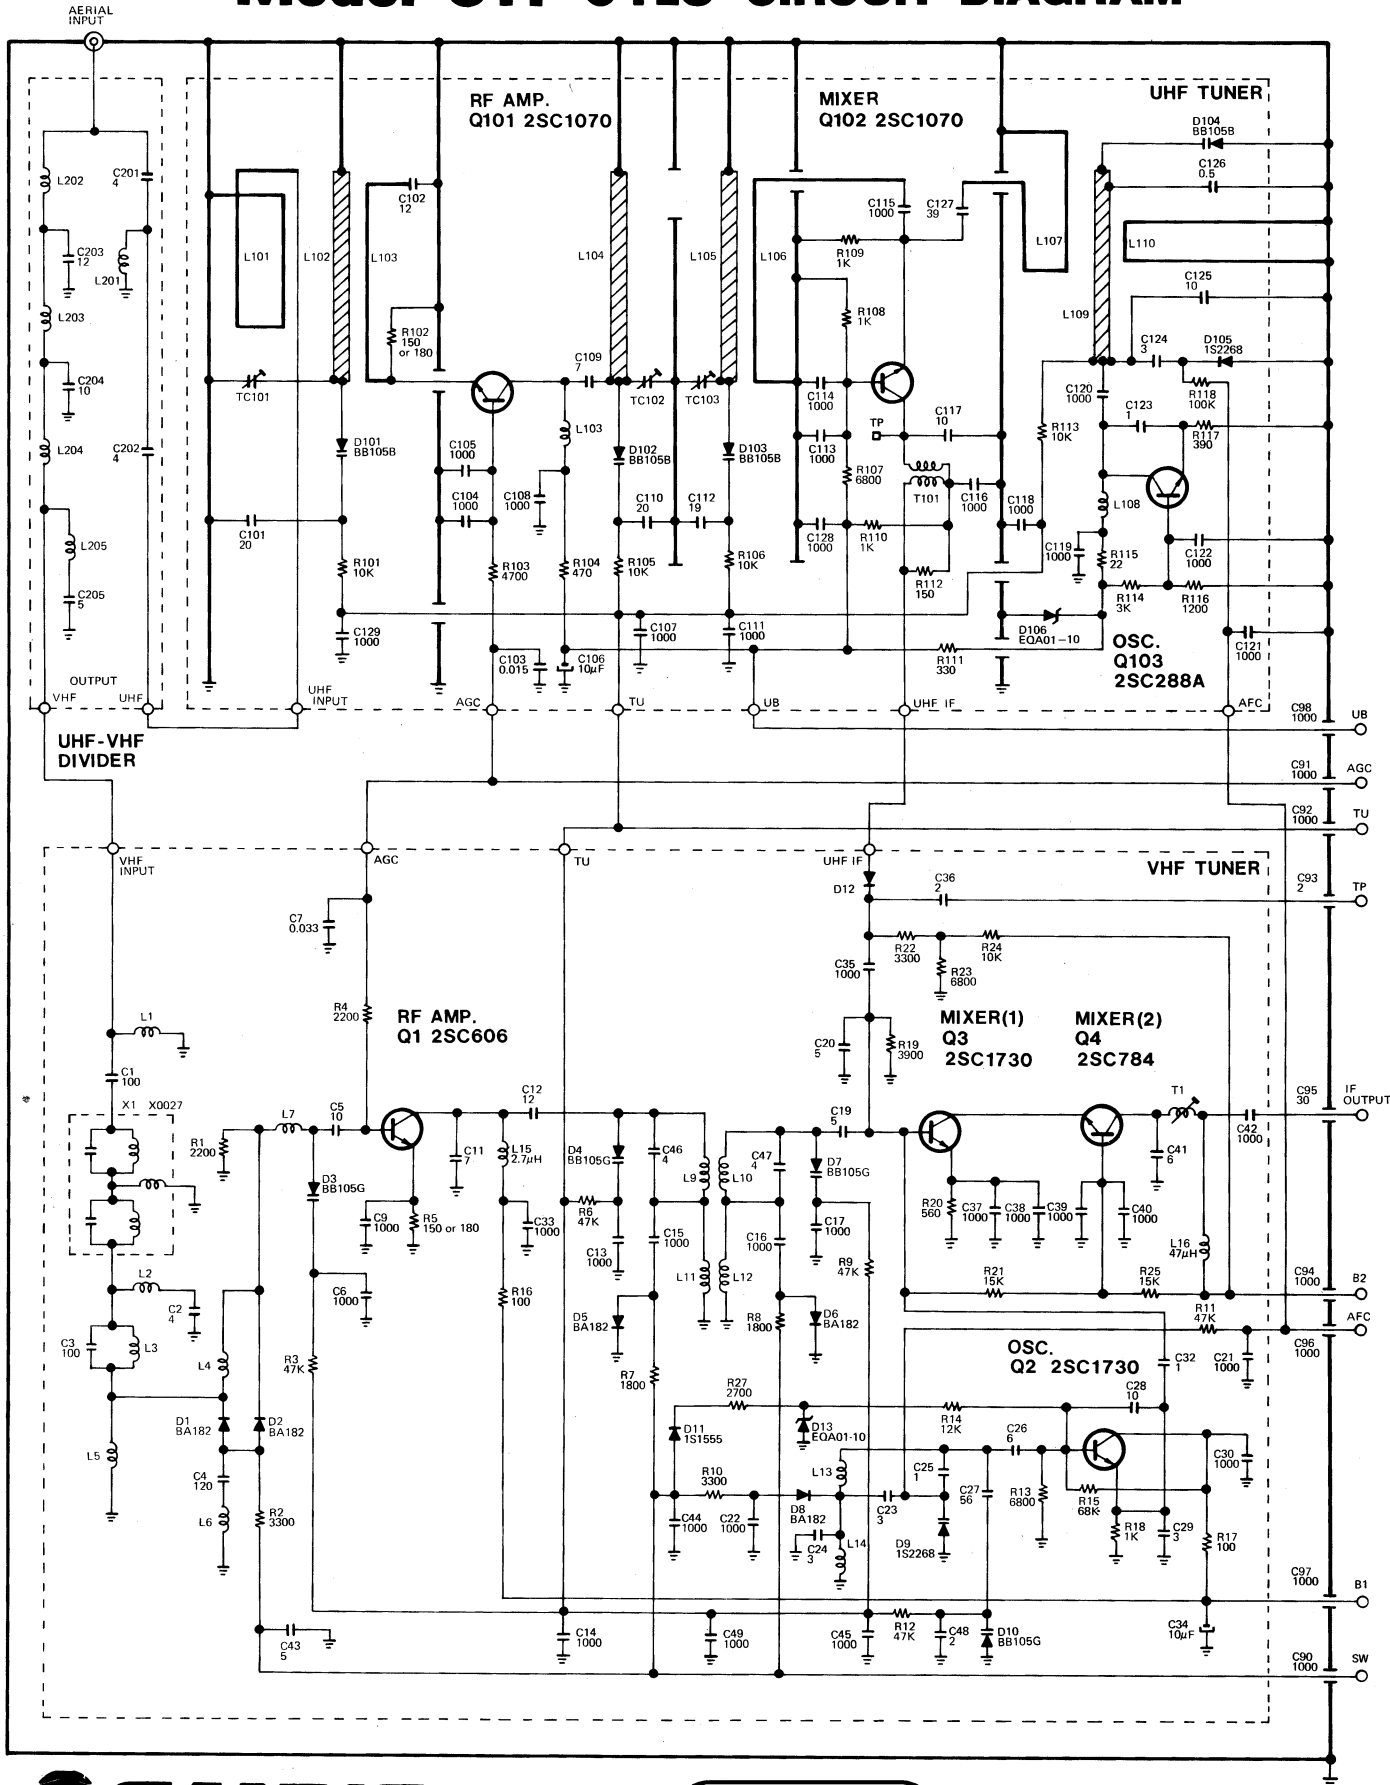 CIRCUIT DIAGRAM
AERIAL
INPUT
RF AMP.
Q101 2SC1070
MIXER
Q102 2SC1070
UHF TUNER
D104
BB105B
C126
0.5
L202
C201
4
C203
12
L201
L203
C204
10
L204
C202
4
L205
C205
5
OUTPUT
VHF
UHF
UHF-VHF
DIVIDER
L101
L102
L103
C102
12
R102
150
or 180
TC101
D101
BB105B
C101
20
R101
10K
C129
1000
UHF
INPUT
C105
1000
C104
1000
R103
4700
C103
0.015
AGC
C109
7
L103
C108
1000
R104
470
C106
10µF
L104
TC102
D102
BB105B
C110
20
R105
10K
C107
1000
TU
L105
TC103
D103
BB105B
C112
19
R106
10K
C111
1000
UB
L106
C115
1000
C127
39
R109
1K
R108
1K
C114
1000
C113
1000
TP
C117
10
R107
6800
T101
C116
1000
C128
1000
R110
1K
R112
150
R111
330
UHF IF
L107
C118
1000
R113
10K
D106
EQA01-10
L109
L110
C125
10
C124
3
D105
1S2268
C120
1000
R118
100K
C123
1
R117
390
L108
C119
1000
R115
22
C122
1000
R114
3K
R116
1200
OSC.
Q103
2SC288A
C121
1000
AFC
C98
1000
UB
C91
1000
AGC
C92
1000
TU
C93
2
TP
VHF
INPUT
AGC
TU
UHF IF
VHF TUNER
D12
C36
2
C7
0.033
R22
3300
R24
10K
R23
6800
C35
1000
R4
2200
RF AMP.
Q1 2SC606
L1
C1
100
C20
5
R19
3900
MIXER(1)
Q3
2SC1730
MIXER(2)
Q4
2SC784
X1 X0027
R1
2200
L7
C5
10
D3
BB105G
C12
12
C11
7
L15
2.7µH
C9
1000
R5
150 or 180
C33
1000
R16
100
D4
BB105G
C46
4
R6
47K
C13
1000
C15
1000
L9
L10
L11
L12
C47
4
C16
1000
D7
BB105G
C17
1000
C19
5
R9
47K
T1
C95
30
IF
OUTPUT
C42
1000
C41
6
R20
560
C37
1000
C38
1000
C39
1000
C40
1000
L16
47µH
R21
15K
R25
15K
C94
1000
B2
R11
47K
AFC
C96
1000
C21
1000
L2
C2
4
C3
100
L3
L4
C6
1000
R3
47K
D1
BA182
D2
BA182
L5
C4
120
L6
R2
3300
D5
BA182
R7
1800
R8
1800
D6
BA182
OSC.
Q2 2SC1730
C32
1
R27
2700
D11
1S1555
D13
EQA01-10
R14
12K
C28
10
C26
6
R10
3300
L13
C25
1
C27
56
R13
6800
R15
68K
C30
1000
C44
1000
C22
1000
D8
BA182
C23
3
C24
3
L14
D9
1S2268
R18
1K
C29
3
R17
100
C97
1000
B1
C43
5
C14
1000
C49
1000
C45
1000
R12
47K
C48
2
D10
BB105G
C34
10µF
C90
1000
SW